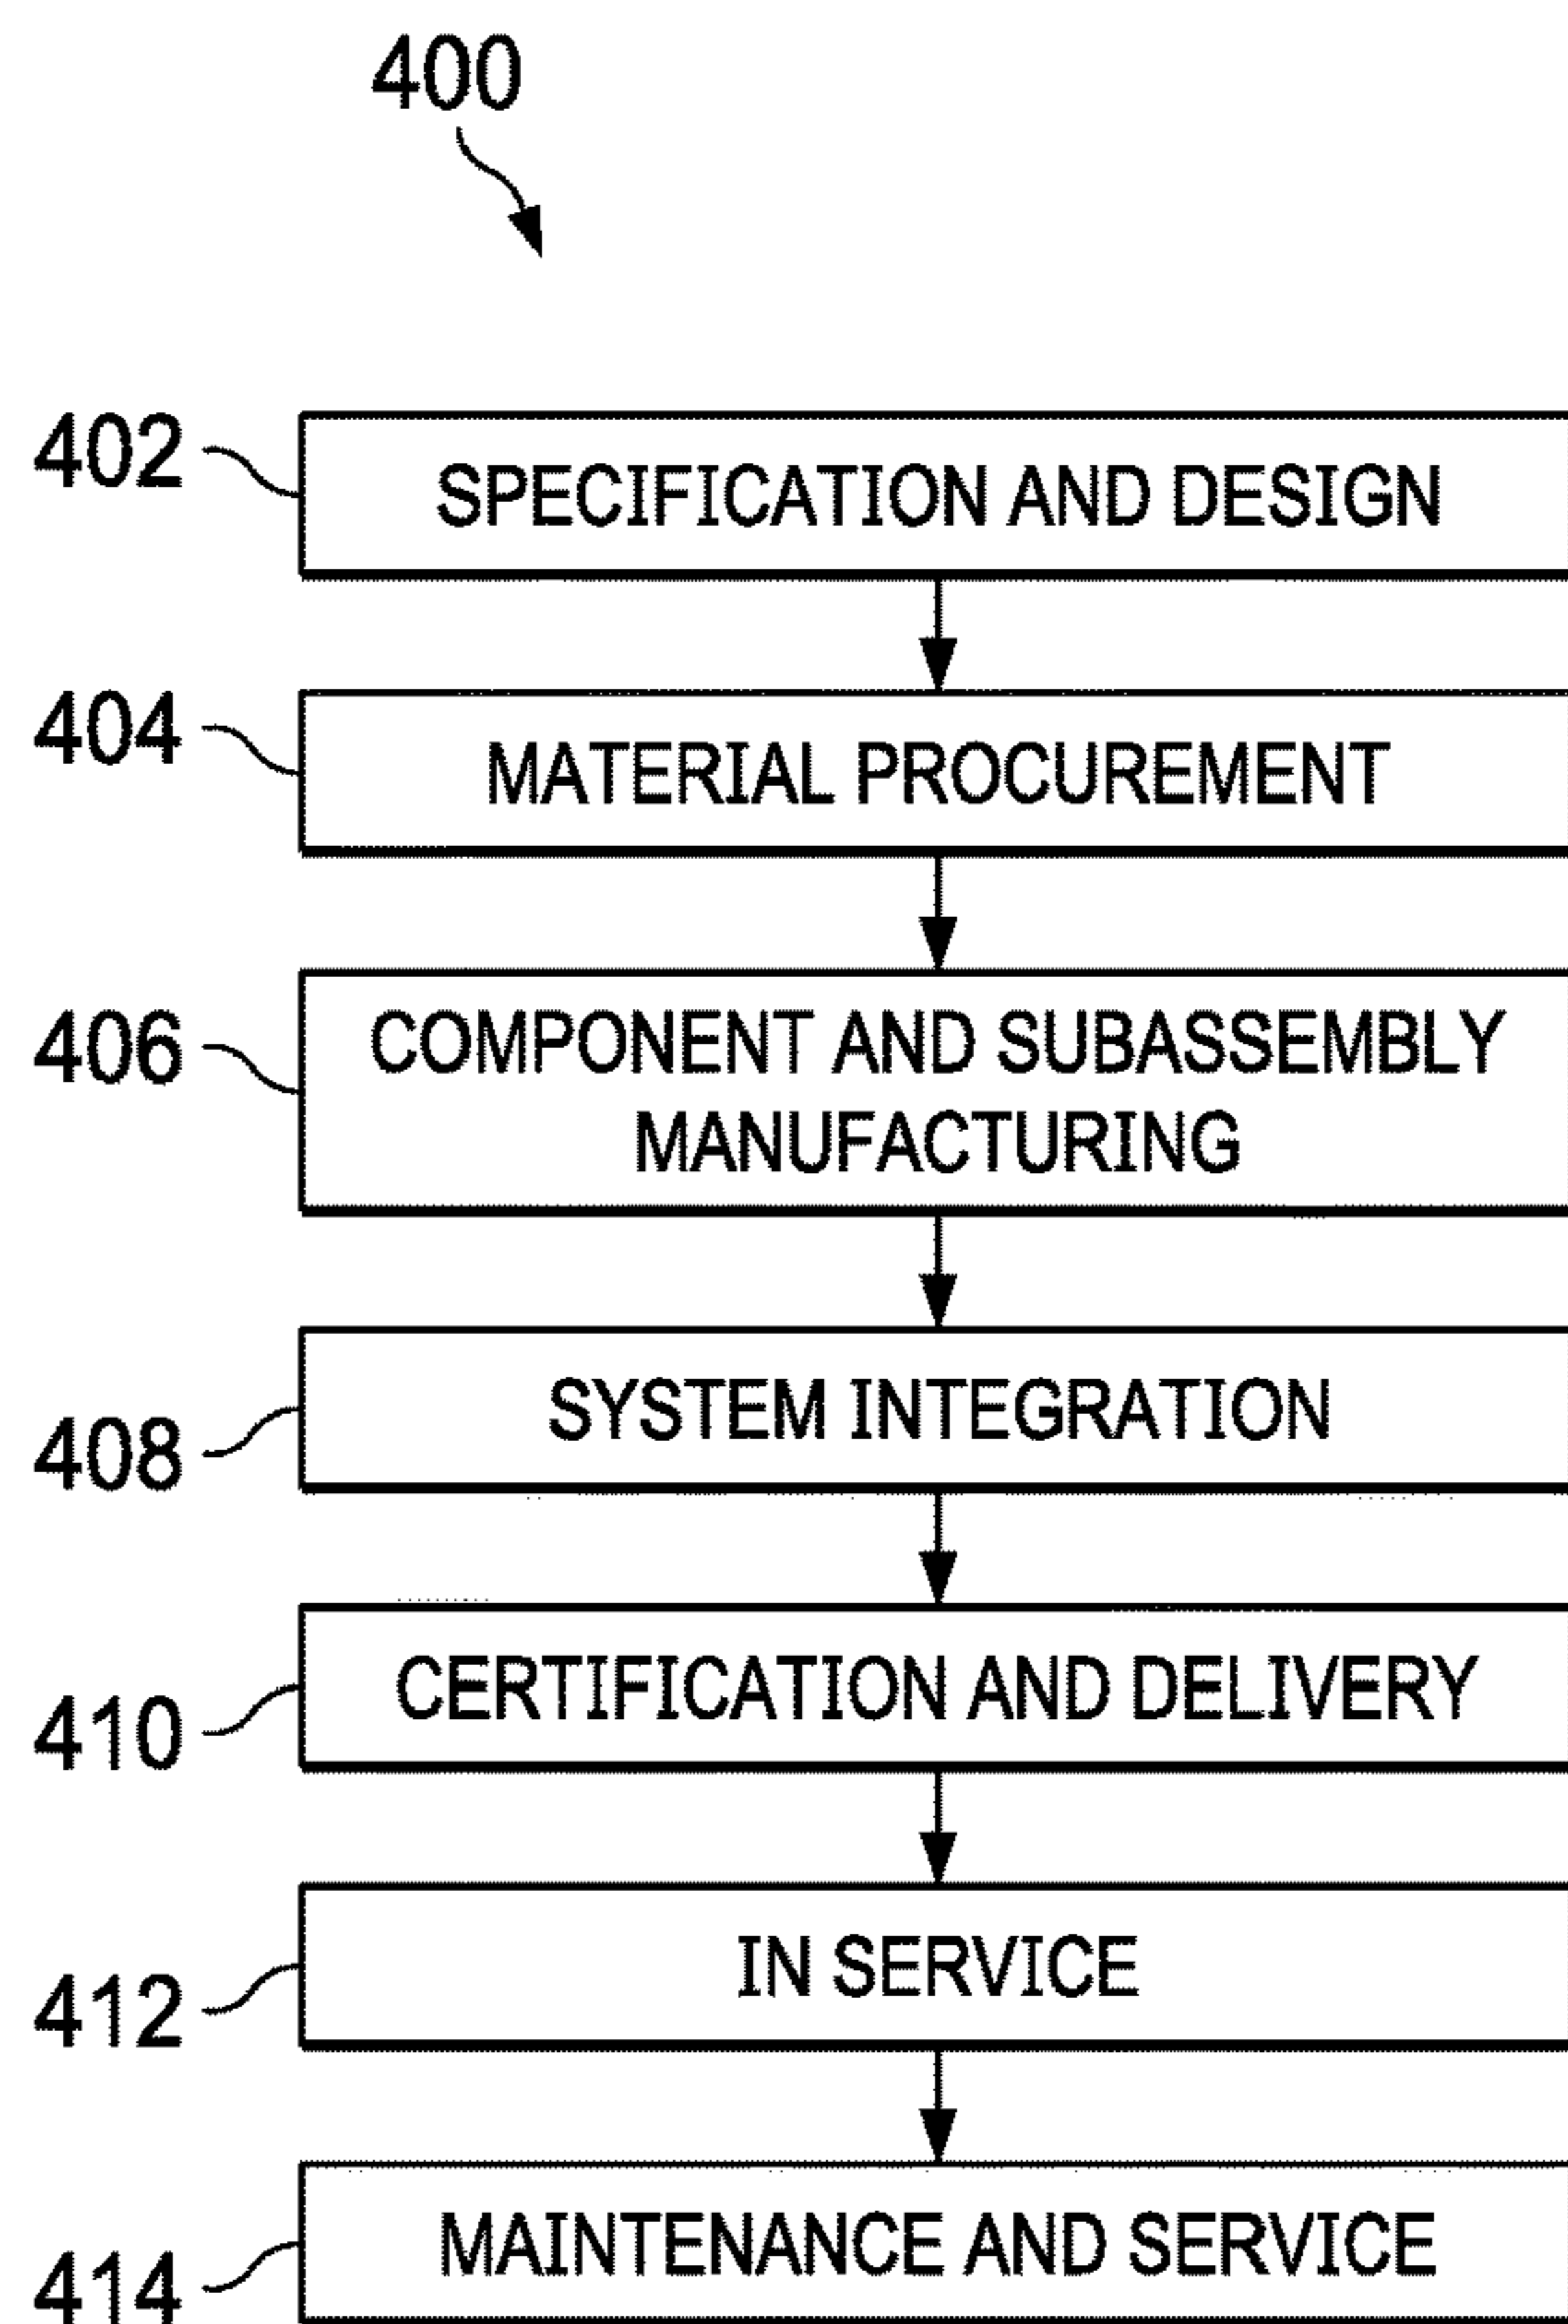 400
402
SPECIFICATION AND DESIGN
404
MATERIAL PROCUREMENT
406
COMPONENT AND SUBASSEMBLY
MANUFACTURING
408
SYSTEM INTEGRATION
410
CERTIFICATION AND DELIVERY
412
IN SERVICE
414
MAINTENANCE AND SERVICE